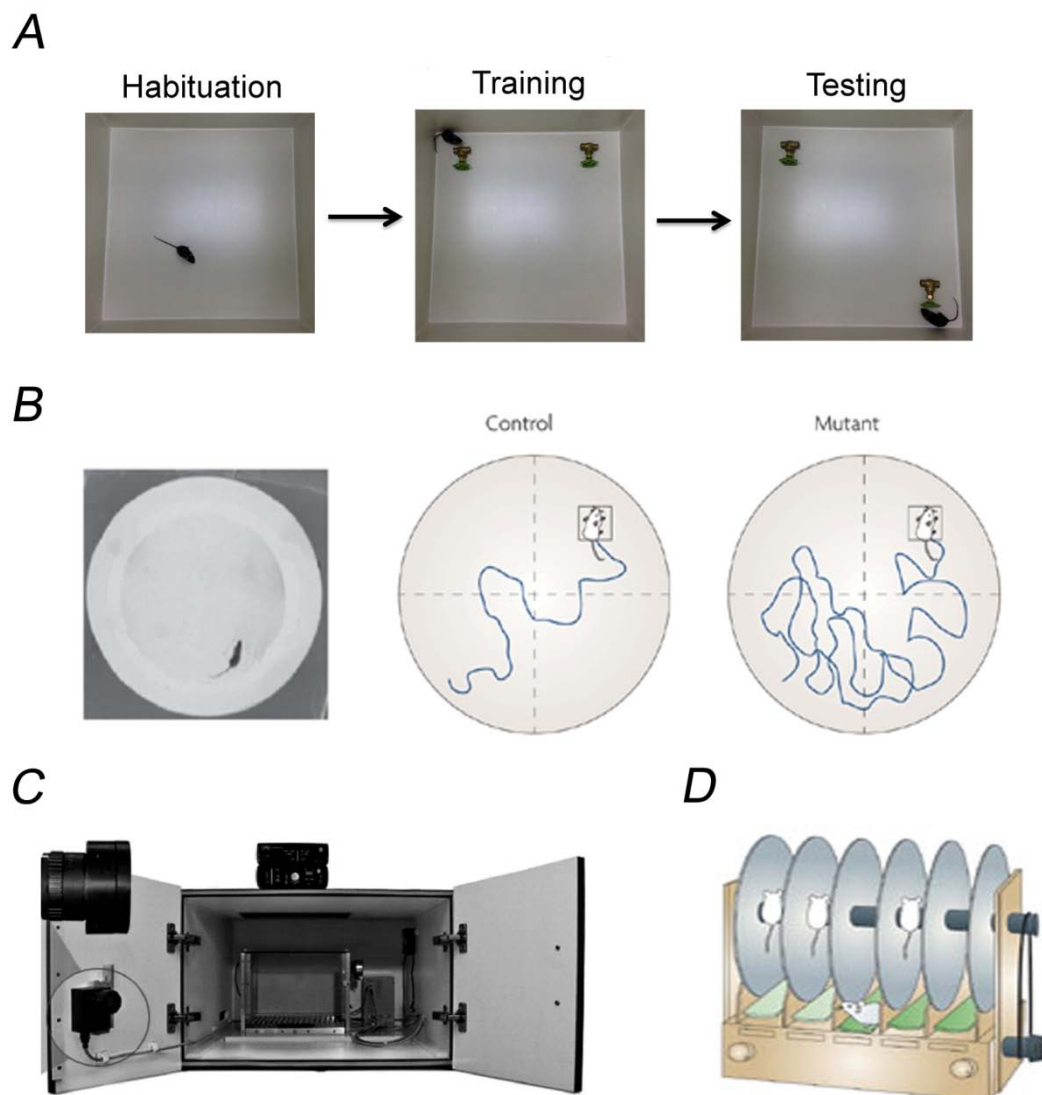 A
Habituation
Training
Testing
B
Control
Mutant
C
D